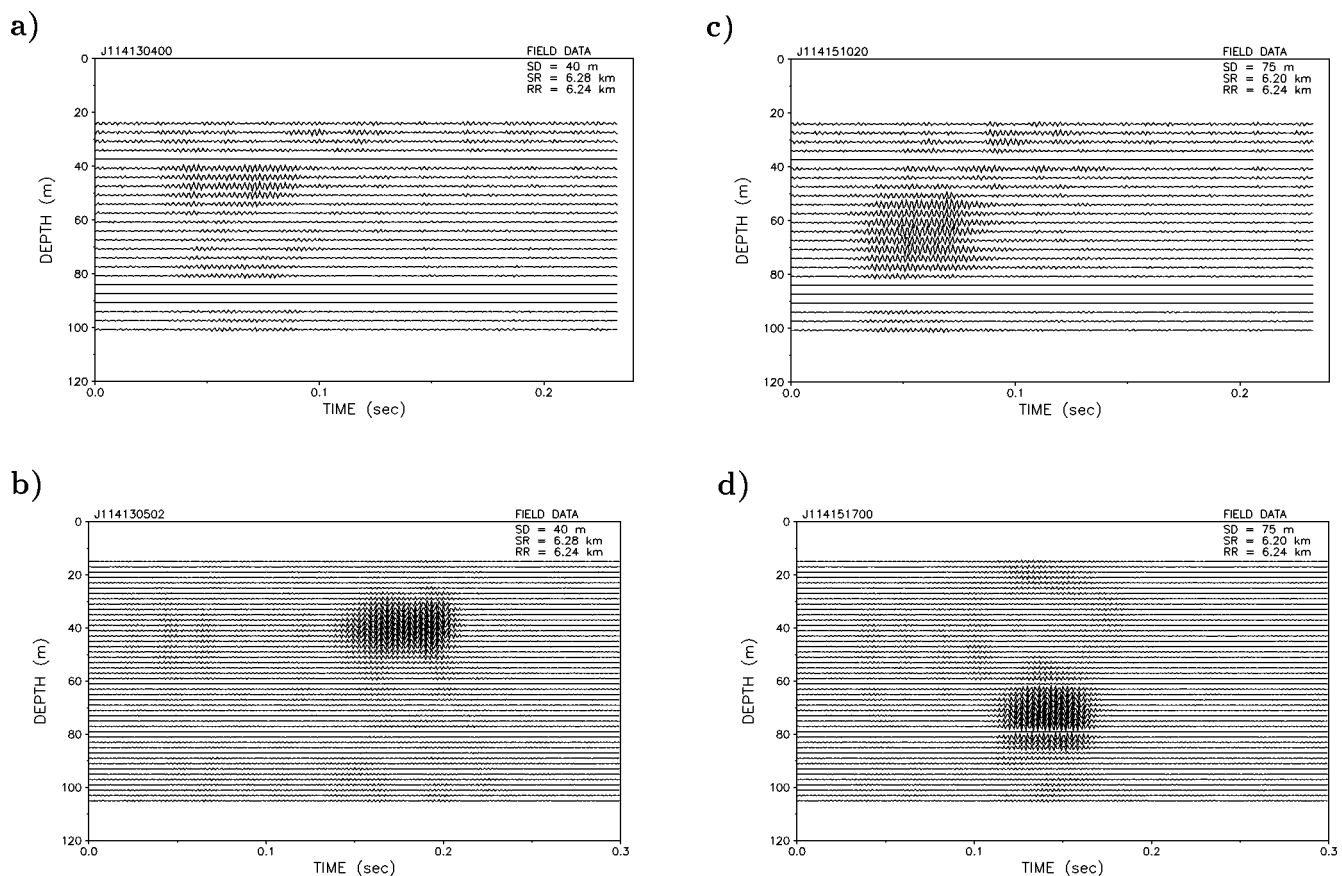 a)
J114130400 FIELD DATA
SD = 40 m
SR = 6.28 km
RR = 6.24 km
0
20
40
60
80
100
120
DEPTH (m)
0.0 0.1 0.2
TIME (sec)
c)
J114151020 FIELD DATA
SD = 75 m
SR = 6.20 km
RR = 6.24 km
0
20
40
60
80
100
120
DEPTH (m)
0.0 0.1 0.2
TIME (sec)
b)
J114130502 FIELD DATA
SD = 40 m
SR = 6.28 km
RR = 6.24 km
0
20
40
60
80
100
120
DEPTH (m)
0.0 0.1 0.2 0.3
TIME (sec)
d)
J114151700 FIELD DATA
SD = 75 m
SR = 6.20 km
RR = 6.24 km
0
20
40
60
80
100
120
DEPTH (m)
0.0 0.1 0.2 0.3
TIME (sec)